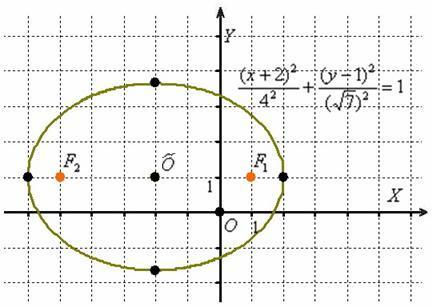 Y
(x+2)²/4² + (y−1)²/(√7)² = 1
F₂ Õ 1 F₁
X
O 1